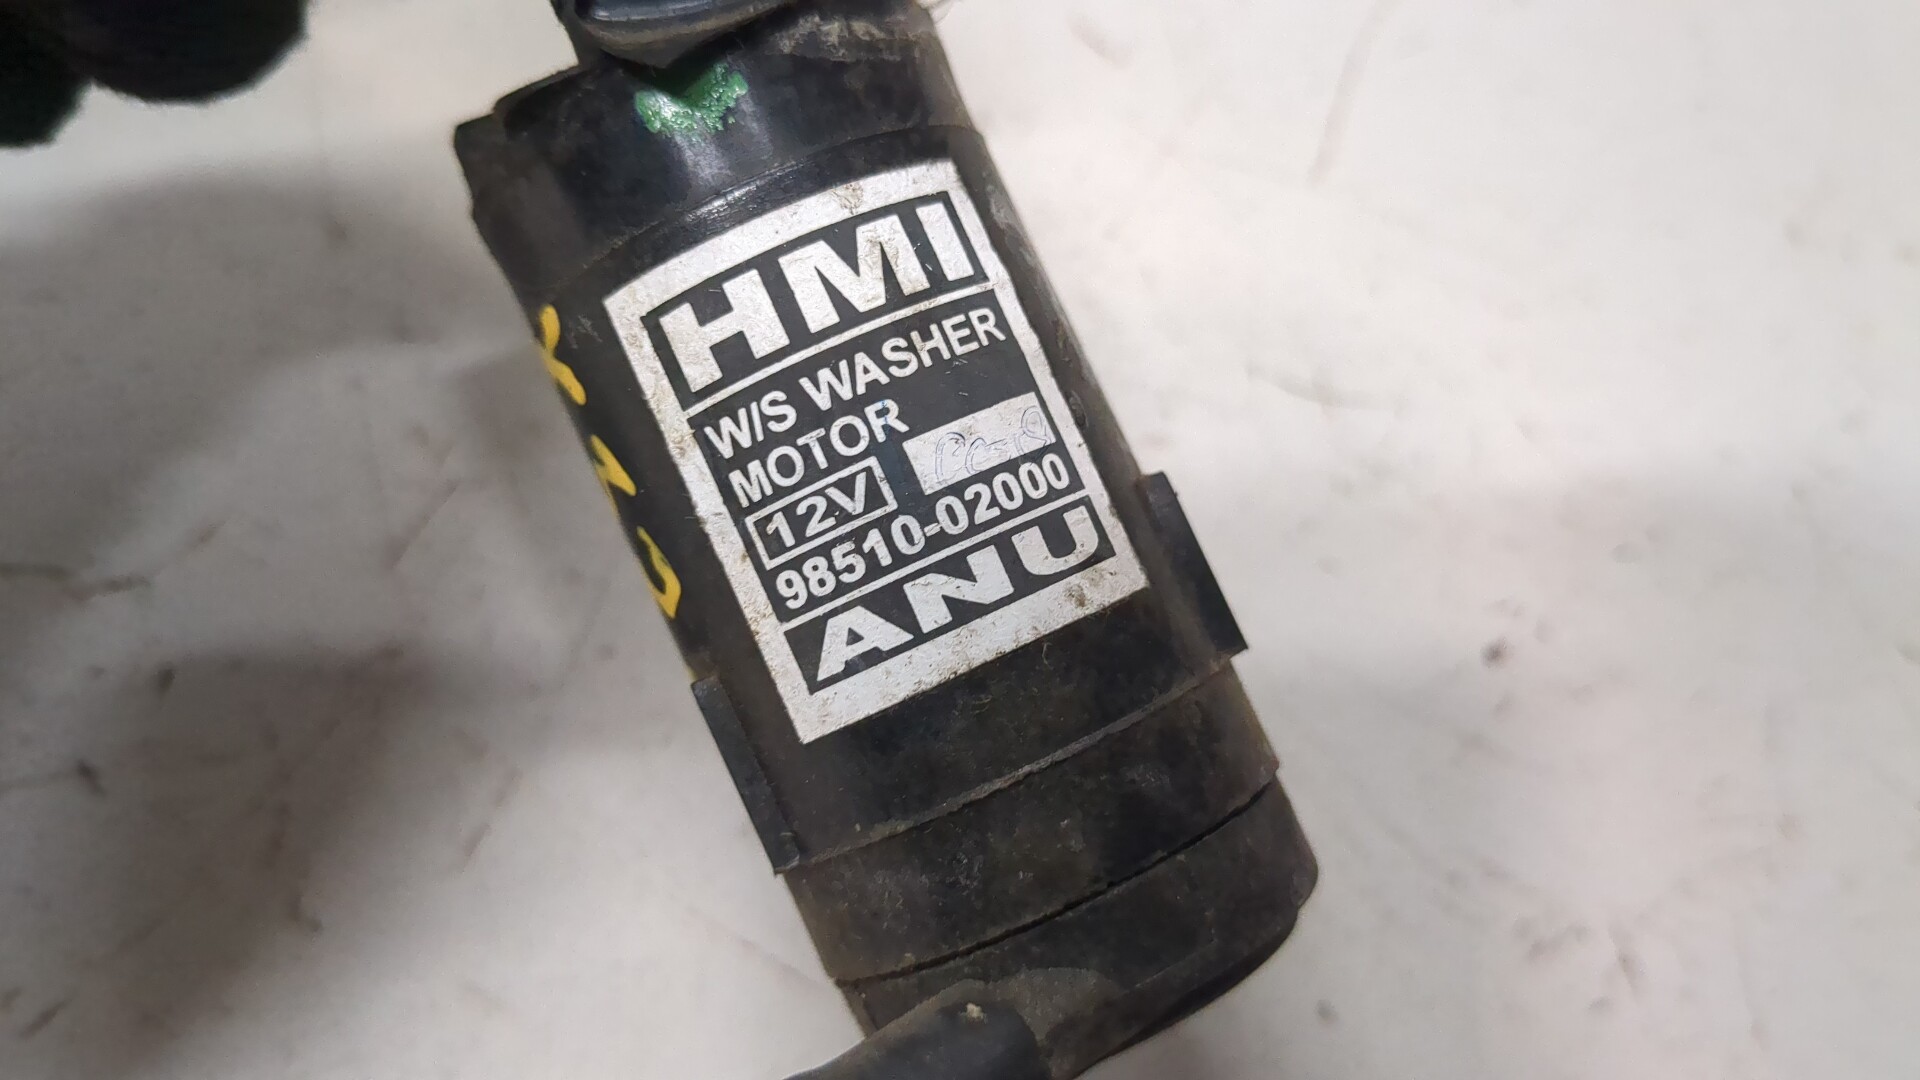 HMI
W/S WASHER
MOTOR
12V
98510-02000
ANU